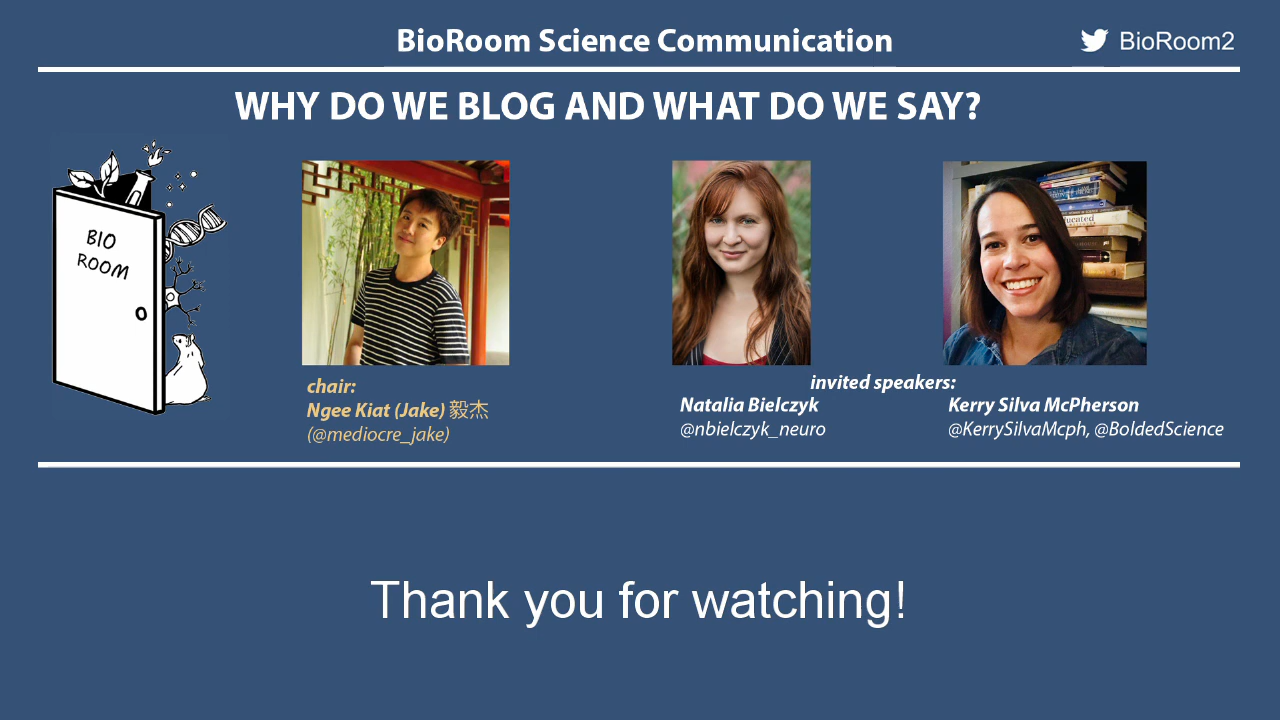 BioRoom Science Communication
BioRoom2
WHY DO WE BLOG AND WHAT DO WE SAY?
BIO
ROOM
chair:
Ngee Kiat (Jake) 毅杰
(@mediocre_jake)
invited speakers:
Natalia Bielczyk
@nbielczyk_neuro
Kerry Silva McPherson
@KerrySilvaMcph, @BoldedScience
Thank you for watching!